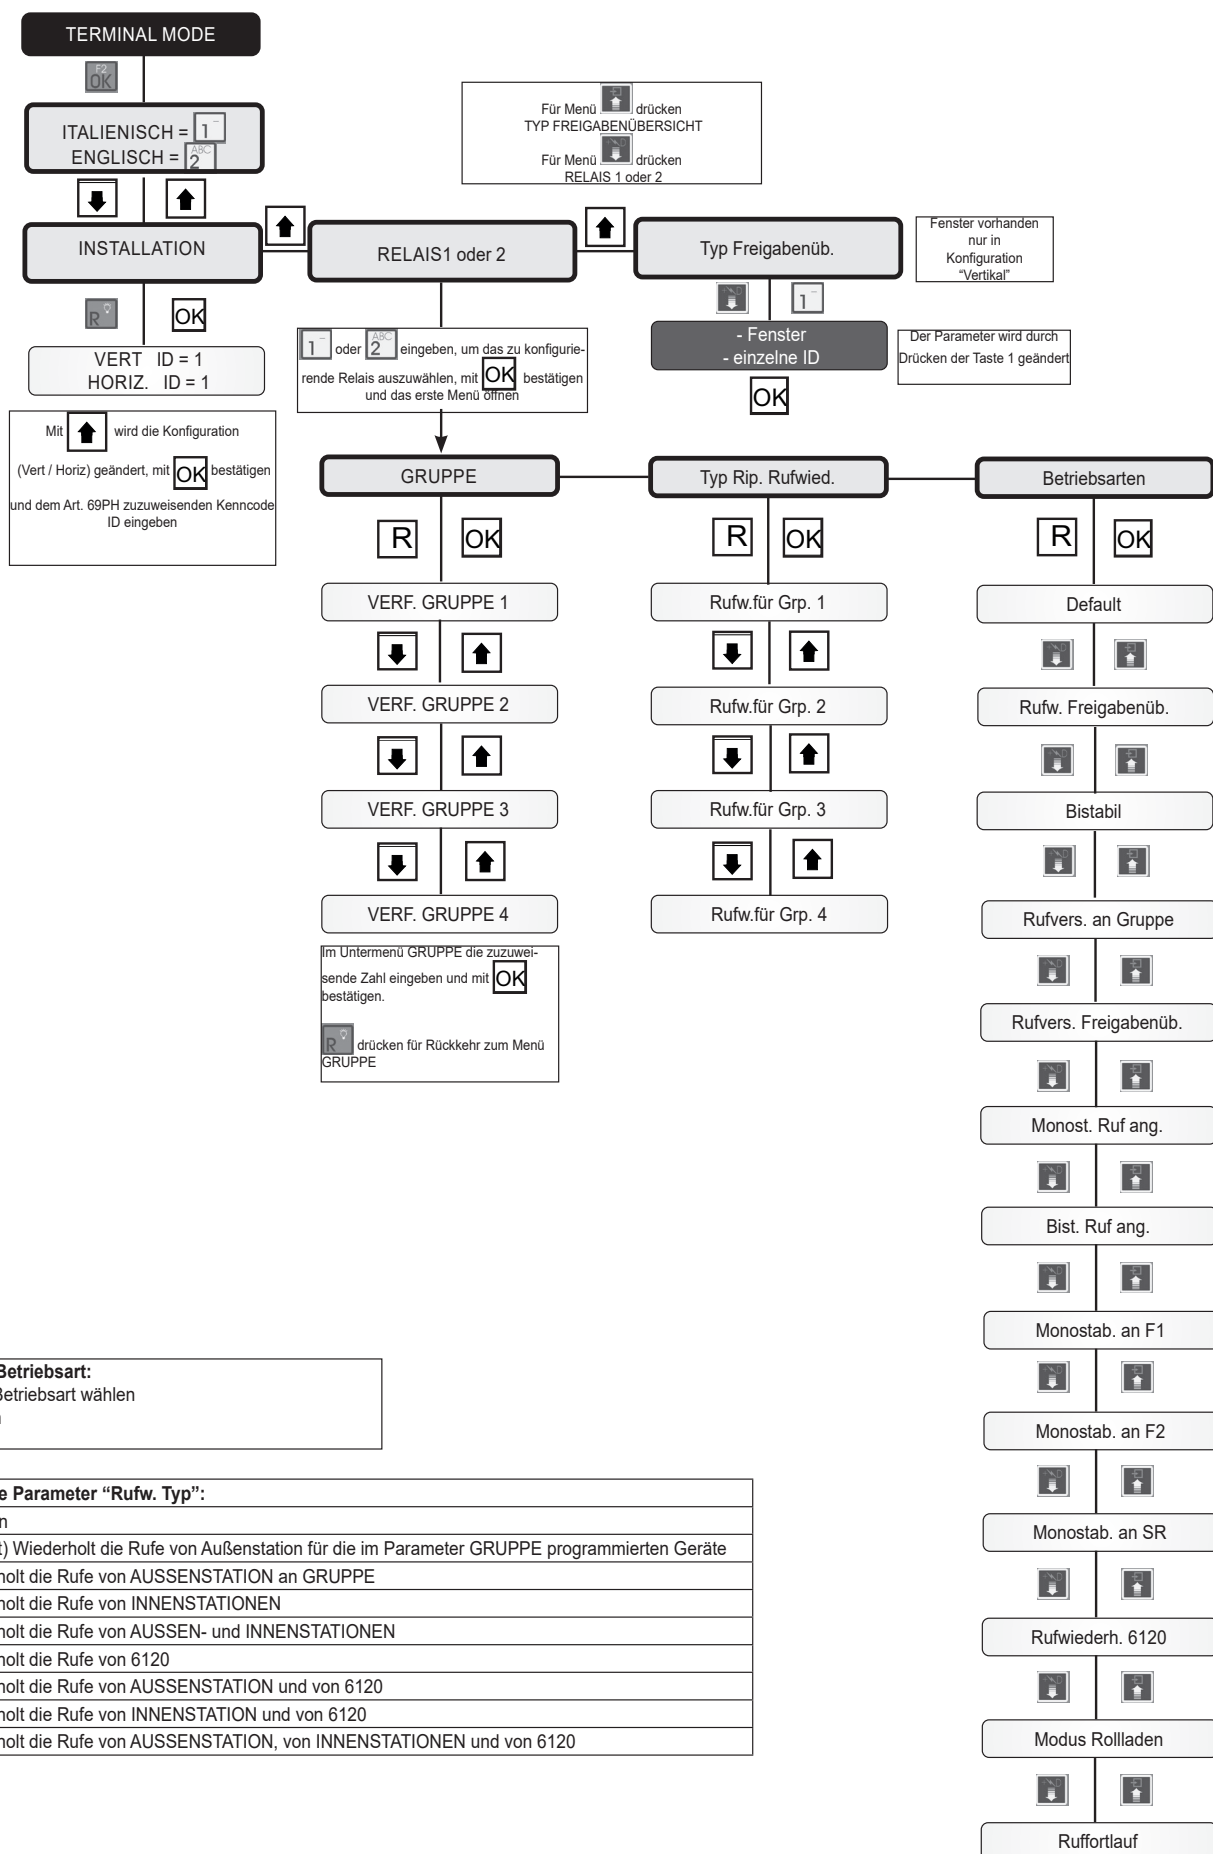 TERMINAL MODE
F2
OK
ITALIENISCH = 1
ENGLISCH = ABC 2
INSTALLATION
R OK
VERT ID = 1
HORIZ. ID = 1
Mit wird die Konfiguration
(Vert / Horiz) geändert, mit OK bestätigen
und dem Art. 69PH zuzuweisenden Kenncode
ID eingeben
Für Menü drücken
TYP FREIGABENÜBERSICHT
Für Menü drücken
RELAIS 1 oder 2
RELAIS1 oder 2
1 oder ABC 2 eingeben, um das zu konfigurie-
rende Relais auszuwählen, mit OK bestätigen
und das erste Menü öffnen
Typ Freigabenüb.
1
- Fenster
- einzelne ID
OK
Fenster vorhanden
nur in
Konfiguration
“Vertikal”
Der Parameter wird durch
Drücken der Taste 1 geändert
GRUPPE
R OK
VERF. GRUPPE 1
VERF. GRUPPE 2
VERF. GRUPPE 3
VERF. GRUPPE 4
Im Untermenü GRUPPE die zuzuwei-
sende Zahl eingeben und mit OK
bestätigen.
R drücken für Rückkehr zum Menü
GRUPPE
Typ Rip. Rufwied.
R OK
Rufw.für Grp. 1
Rufw.für Grp. 2
Rufw.für Grp. 3
Rufw.für Grp. 4
Betriebsarten
R OK
Default
Rufw. Freigabenüb.
Bistabil
Rufvers. an Gruppe
Rufvers. Freigabenüb.
Monost. Ruf ang.
Bist. Ruf ang.
Monostab. an F1
Monostab. an F2
Monostab. an SR
Rufwiederh. 6120
Modus Rollladen
Ruffortlauf
Betriebsart:
Betriebsart wählen
e Parameter “Rufw. Typ”:
n
t) Wiederholt die Rufe von Außenstation für die im Parameter GRUPPE programmierten Geräte
holt die Rufe von AUSSENSTATION an GRUPPE
holt die Rufe von INNENSTATIONEN
holt die Rufe von AUSSEN- und INNENSTATIONEN
holt die Rufe von 6120
holt die Rufe von AUSSENSTATION und von 6120
holt die Rufe von INNENSTATION und von 6120
holt die Rufe von AUSSENSTATION, von INNENSTATIONEN und von 6120